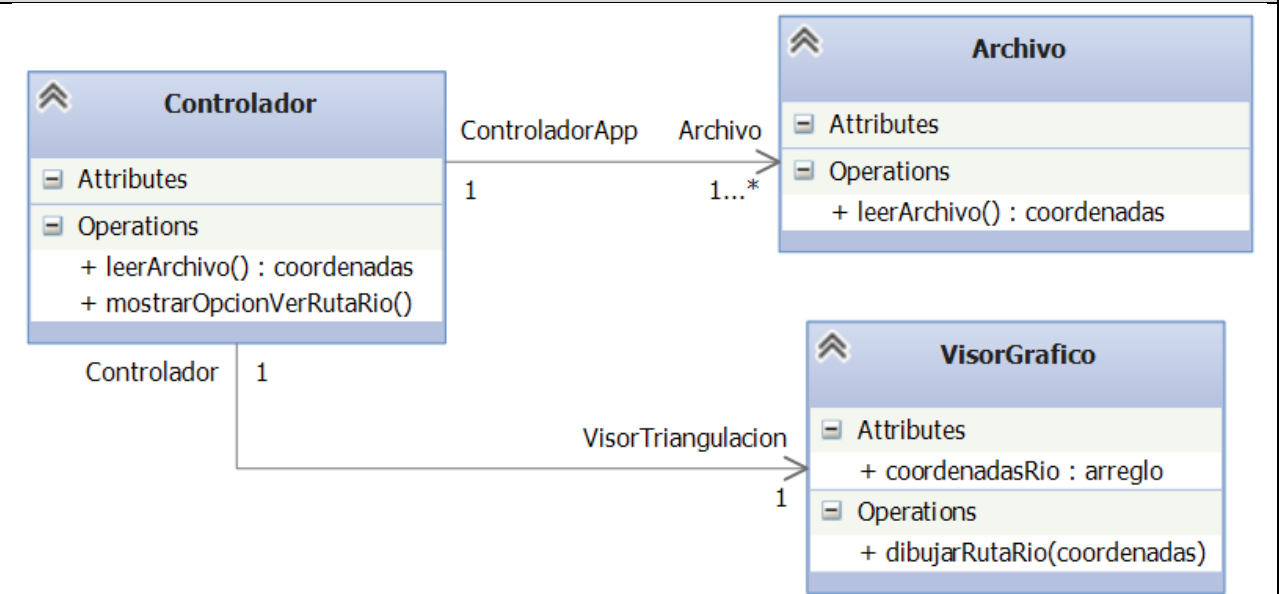 Controlador
Attributes
Operations
+ leerArchivo() : coordenadas
+ mostrarOpcionVerRutaRio()
ControladorApp
Archivo
1
1...*
Archivo
Attributes
Operations
+ leerArchivo() : coordenadas
Controlador
1
VisorTriangulacion
1
VisorGrafico
Attributes
+ coordenadasRio : arreglo
Operations
+ dibujarRutaRio(coordenadas)